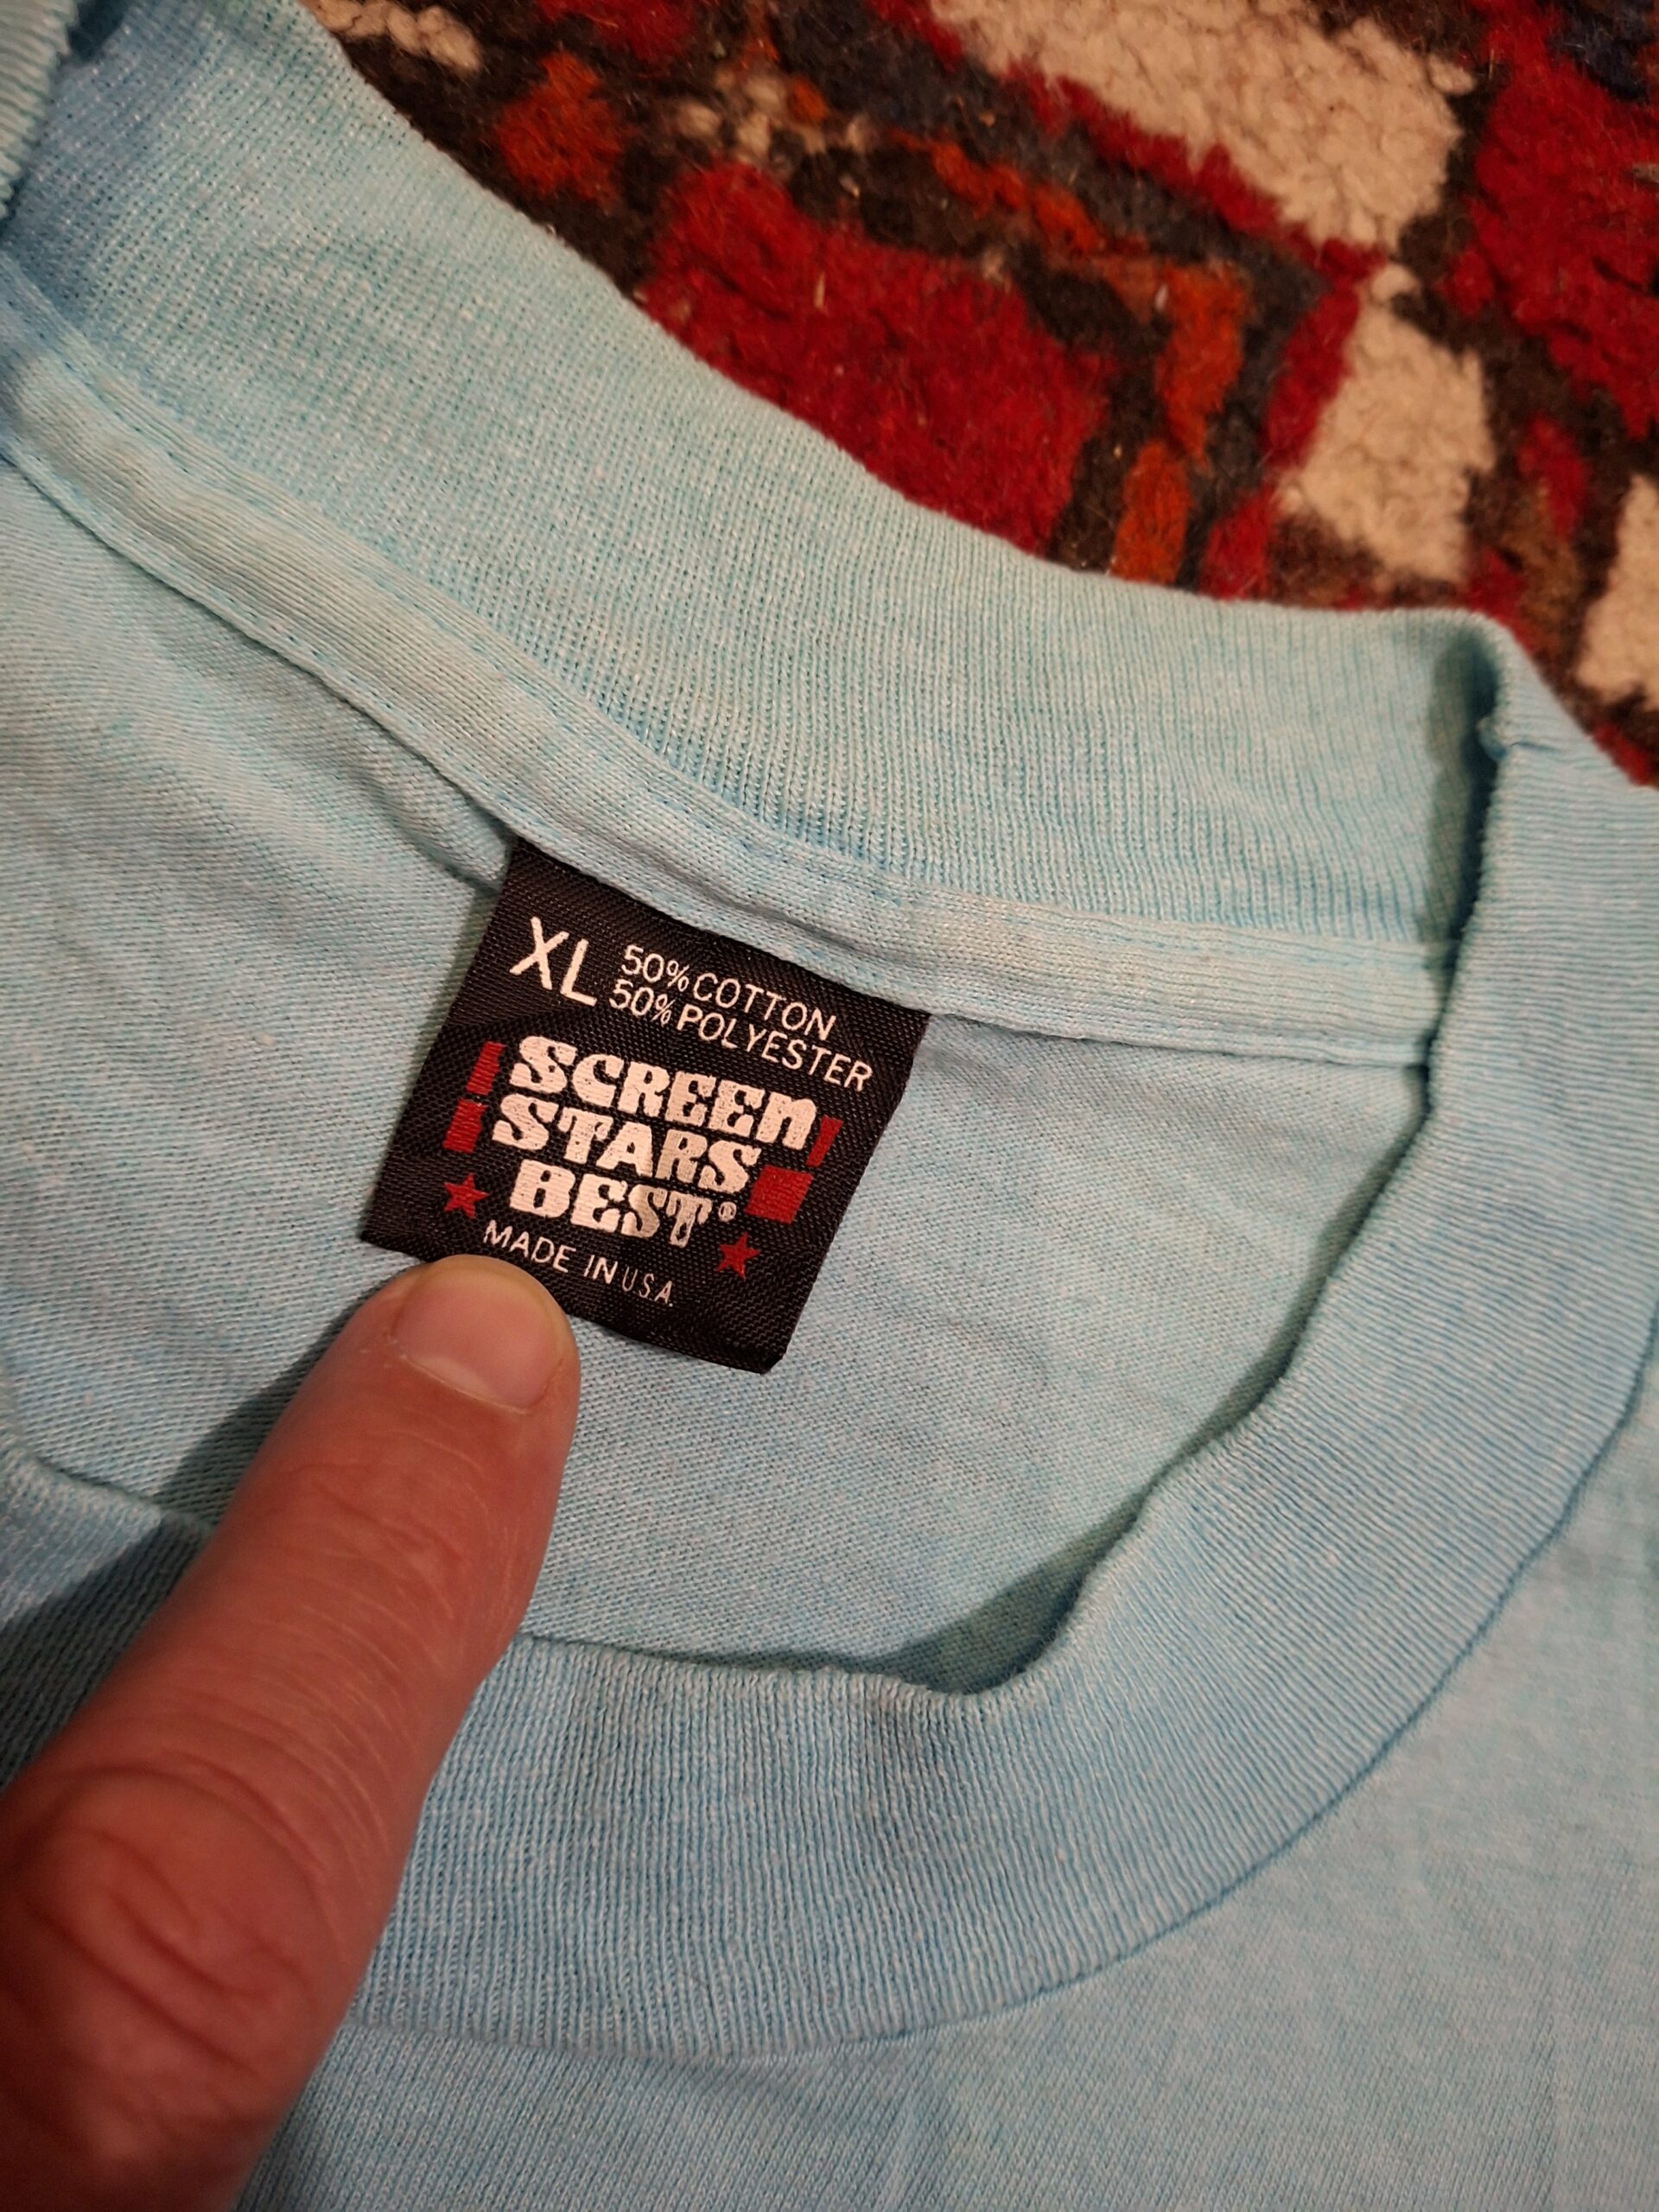 XL 50% COTTON
50% POLYESTER
SCREEN
STARS
BEST®
MADE IN U.S.A.